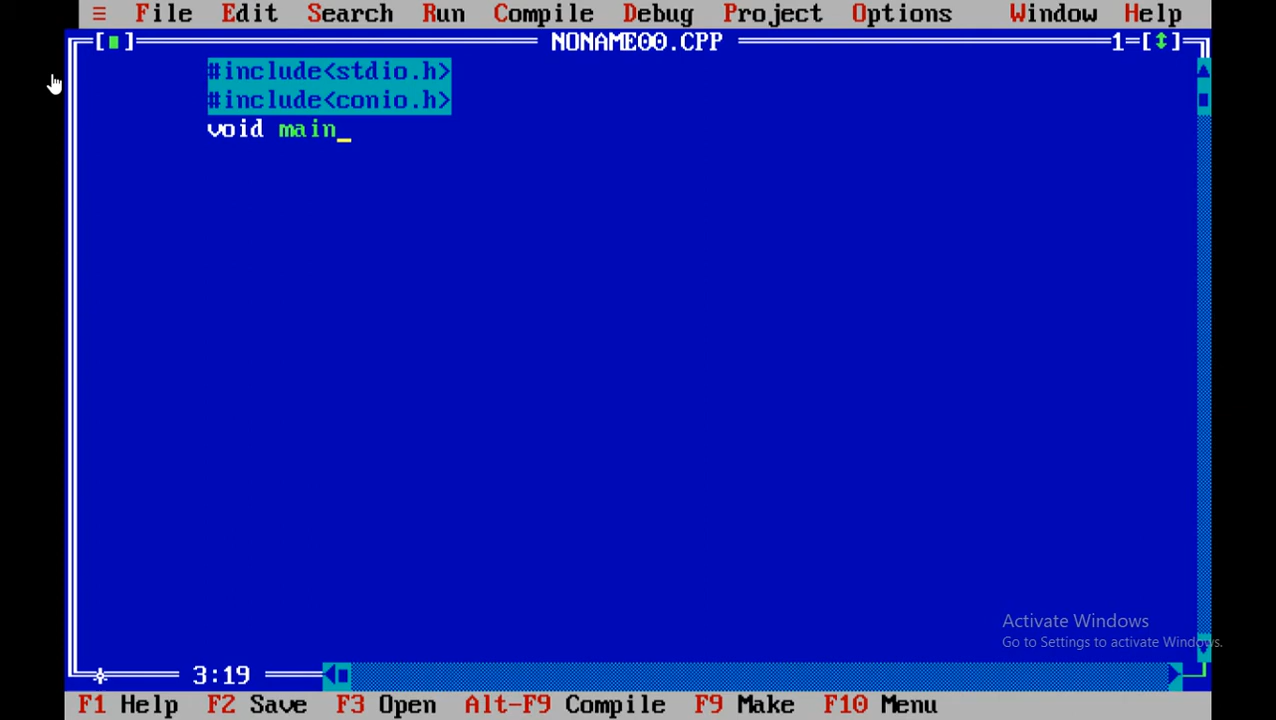 ≡ File Edit Search Run Compile Debug Project Options Window Help
[■] NONAME00.CPP 1=[↕]
#include<stdio.h>
#include<conio.h>
void main_
3:19
Activate Windows
Go to Settings to activate Windows.
F1 Help F2 Save F3 Open Alt-F9 Compile F9 Make F10 Menu